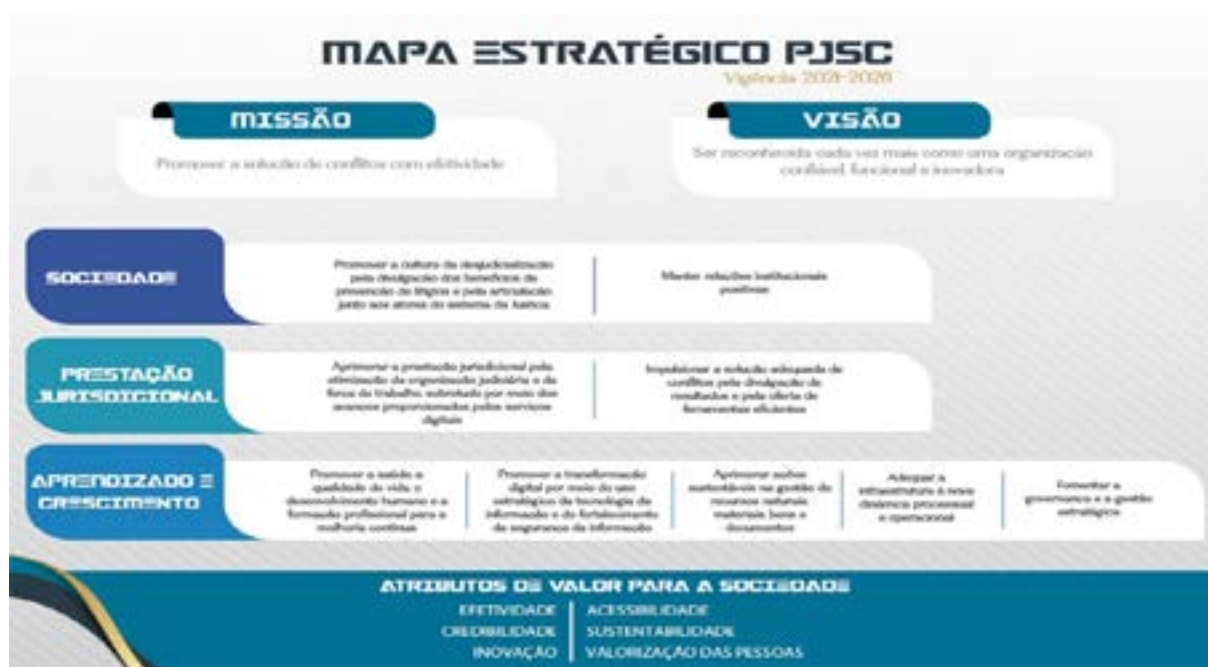 MAPA ESTRATÉGICO PJSC
Vigência 2021-2026
MISSÃO
Promover a solução de conflitos com efetividade
VISÃO
Ser reconhecida cada vez mais como uma organização
confiável, funcional e inovadora
SOCIEDADE
Promover a cultura da desjudicialização
pela divulgação dos benefícios da
prevenção de litígios e pela articulação
junto aos atores do sistema da Justiça
Manter relações institucionais
positivas
PRESTAÇÃO
JURISDICIONAL
Aprimorar a prestação jurisdicional pela
otimização da organização judiciária e da
força de trabalho, sobretudo por meio dos
avanços proporcionados pelos serviços
digitais
Impulsionar a solução adequada de
conflitos pela divulgação de
resultados e pela oferta de
ferramentas eficientes
APRENDIZADO E
CRESCIMENTO
Promover a saúde, a
qualidade de vida, o
desenvolvimento humano e a
formação profissional para a
melhoria contínua
Promover a transformação
digital por meio do uso
estratégico da tecnologia da
informação e do fortalecimento
da segurança da informação
Aprimorar ações
sustentáveis na gestão de
recursos naturais,
materiais, bens e
documentos
Adequar a
infraestrutura à nova
dinâmica processual
e operacional
Fomentar a
governança e a gestão
estratégica
ATRIBUTOS DE VALOR PARA A SOCIEDADE
EFETIVIDADE
CREDIBILIDADE
INOVAÇÃO
ACESSIBILIDADE
SUSTENTABILIDADE
VALORIZAÇÃO DAS PESSOAS